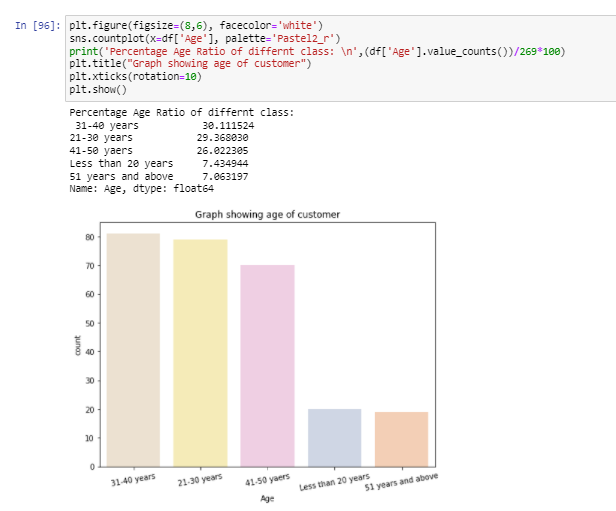 In [96]: plt.figure(figsize=(8,6), facecolor='white')
sns.countplot(x=df['Age'], palette='Pastel2_r')
print('Percentage Age Ratio of differnt class: \n',(df['Age'].value_counts())/269*100)
plt.title("Graph showing age of customer")
plt.xticks(rotation=10)
plt.show()
Percentage Age Ratio of differnt class:
31-40 years 30.111524
21-30 years 29.368030
41-50 yaers 26.022305
Less than 20 years 7.434944
51 years and above 7.063197
Name: Age, dtype: float64
Graph showing age of customer
80
70
60
50
40
30
20
10
0
count
31-40 years 21-30 years 41-50 yaers Less than 20 years 51 years and above
Age